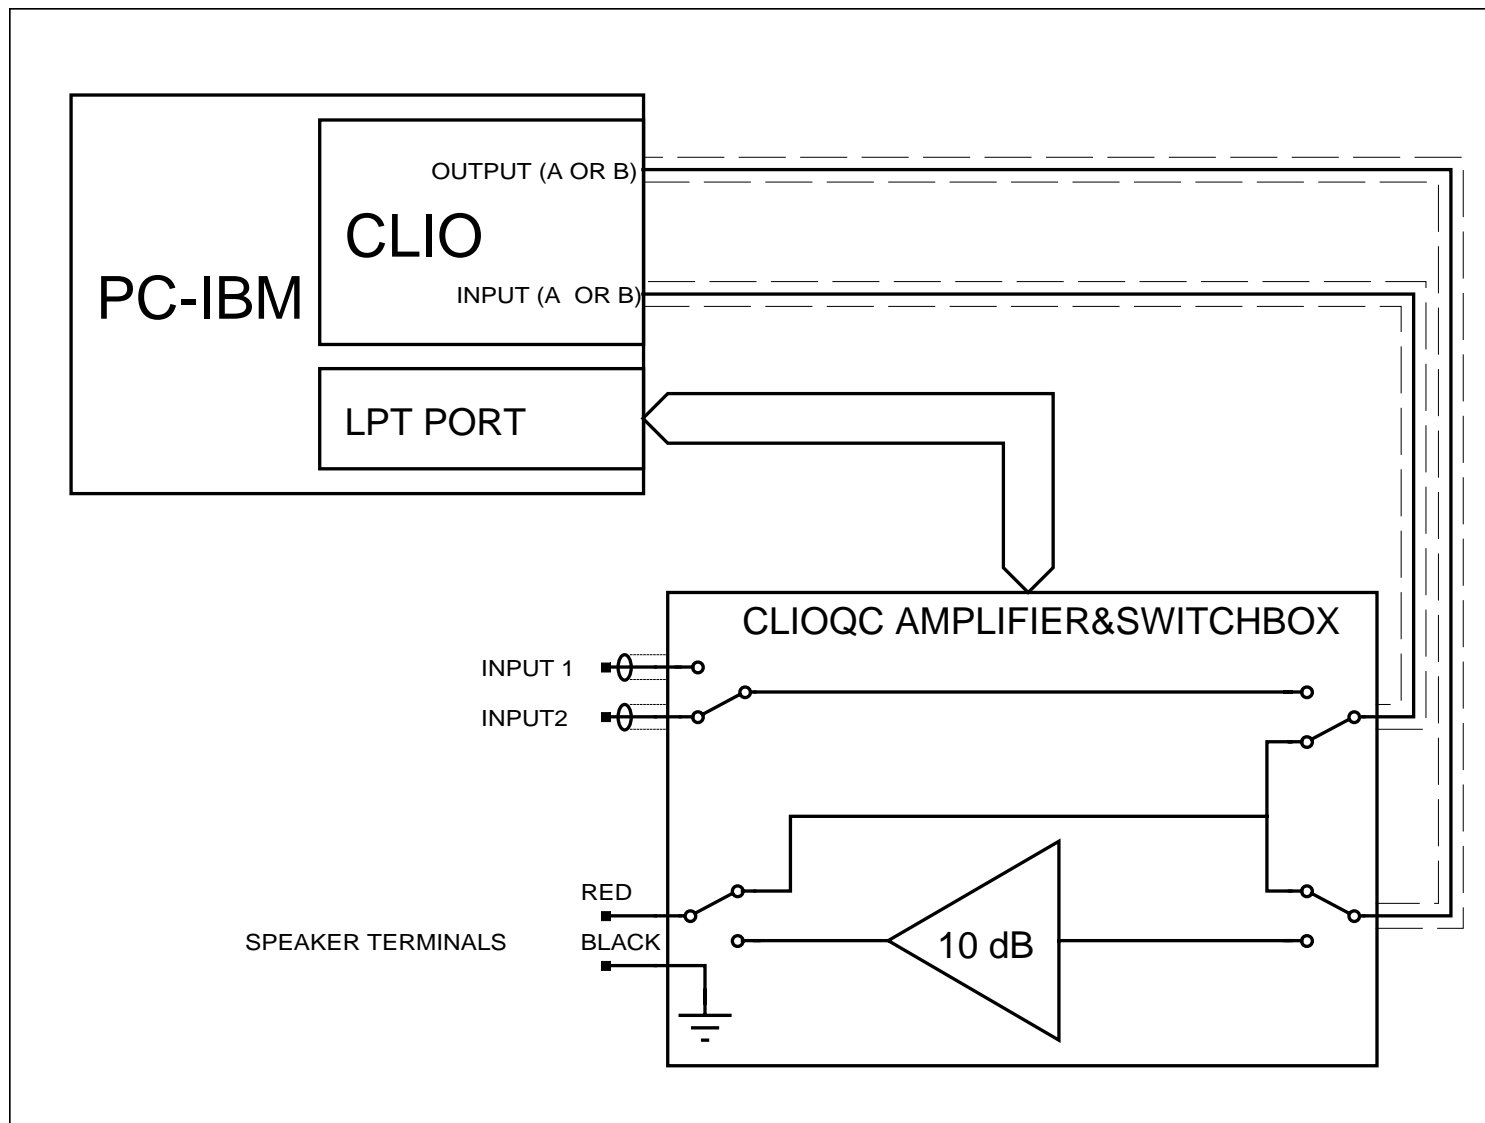 OUTPUT (A OR B)
CLIO
PC-IBM
INPUT (A OR B)
LPT PORT
CLIOQC AMPLIFIER&SWITCHBOX
INPUT 1
INPUT2
RED
SPEAKER TERMINALS
BLACK
10 dB